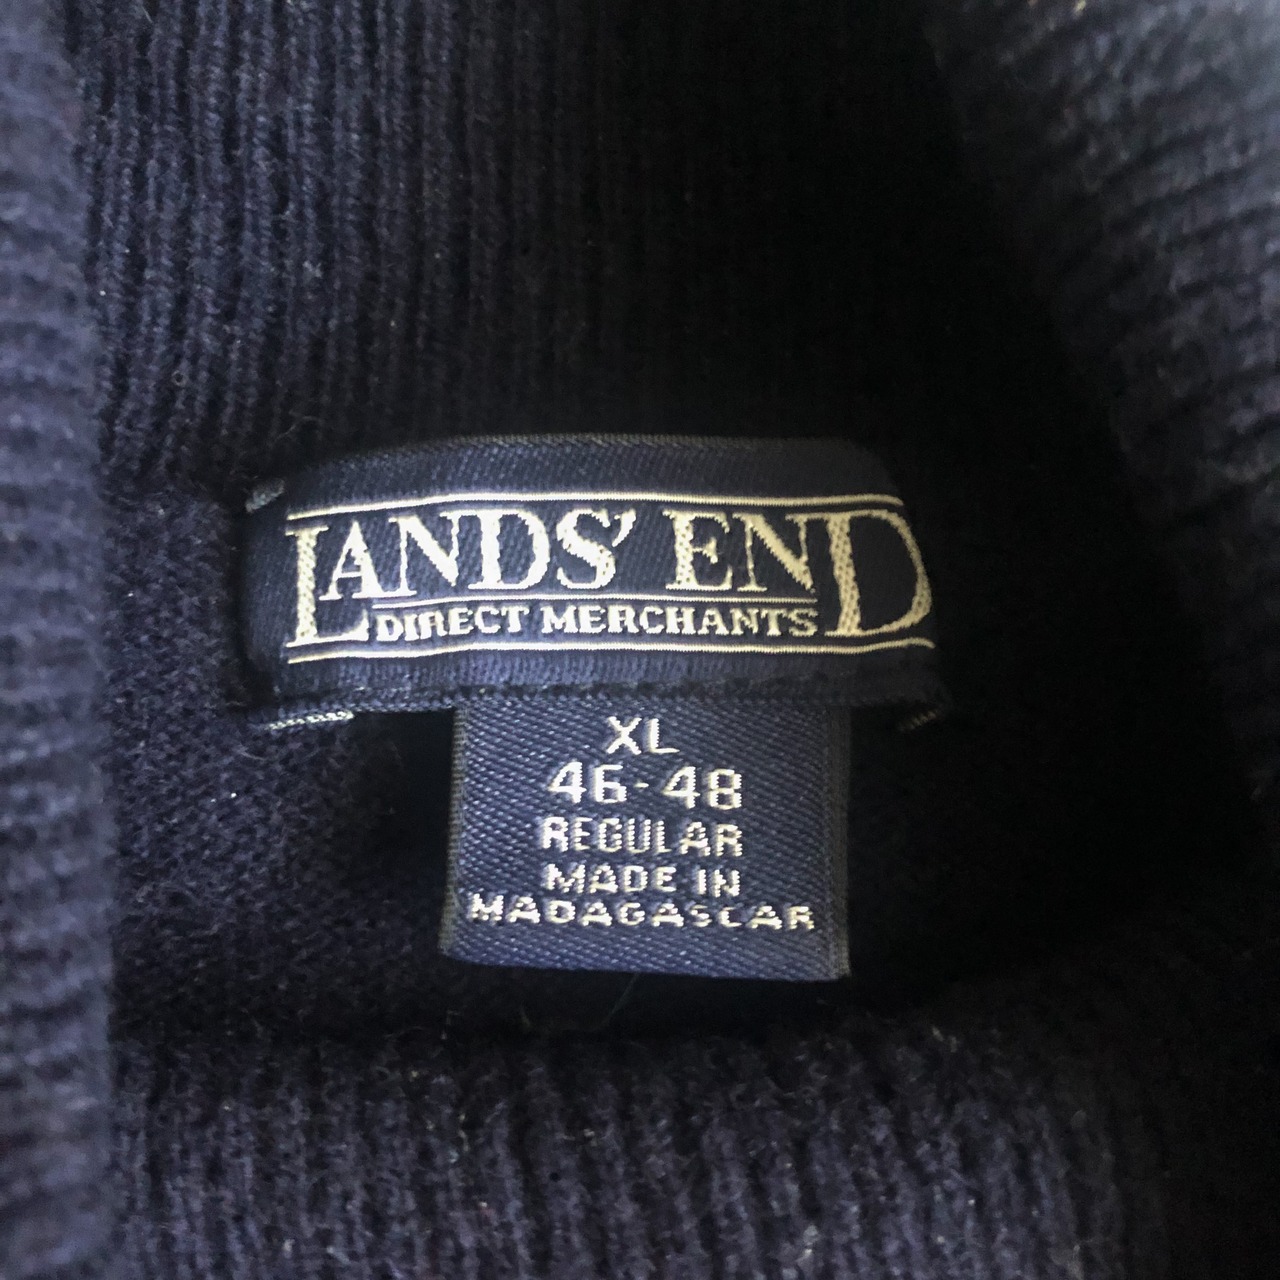 LANDS' END
DIRECT MERCHANTS
XL
46-48
REGULAR
MADE IN
MADAGASCAR